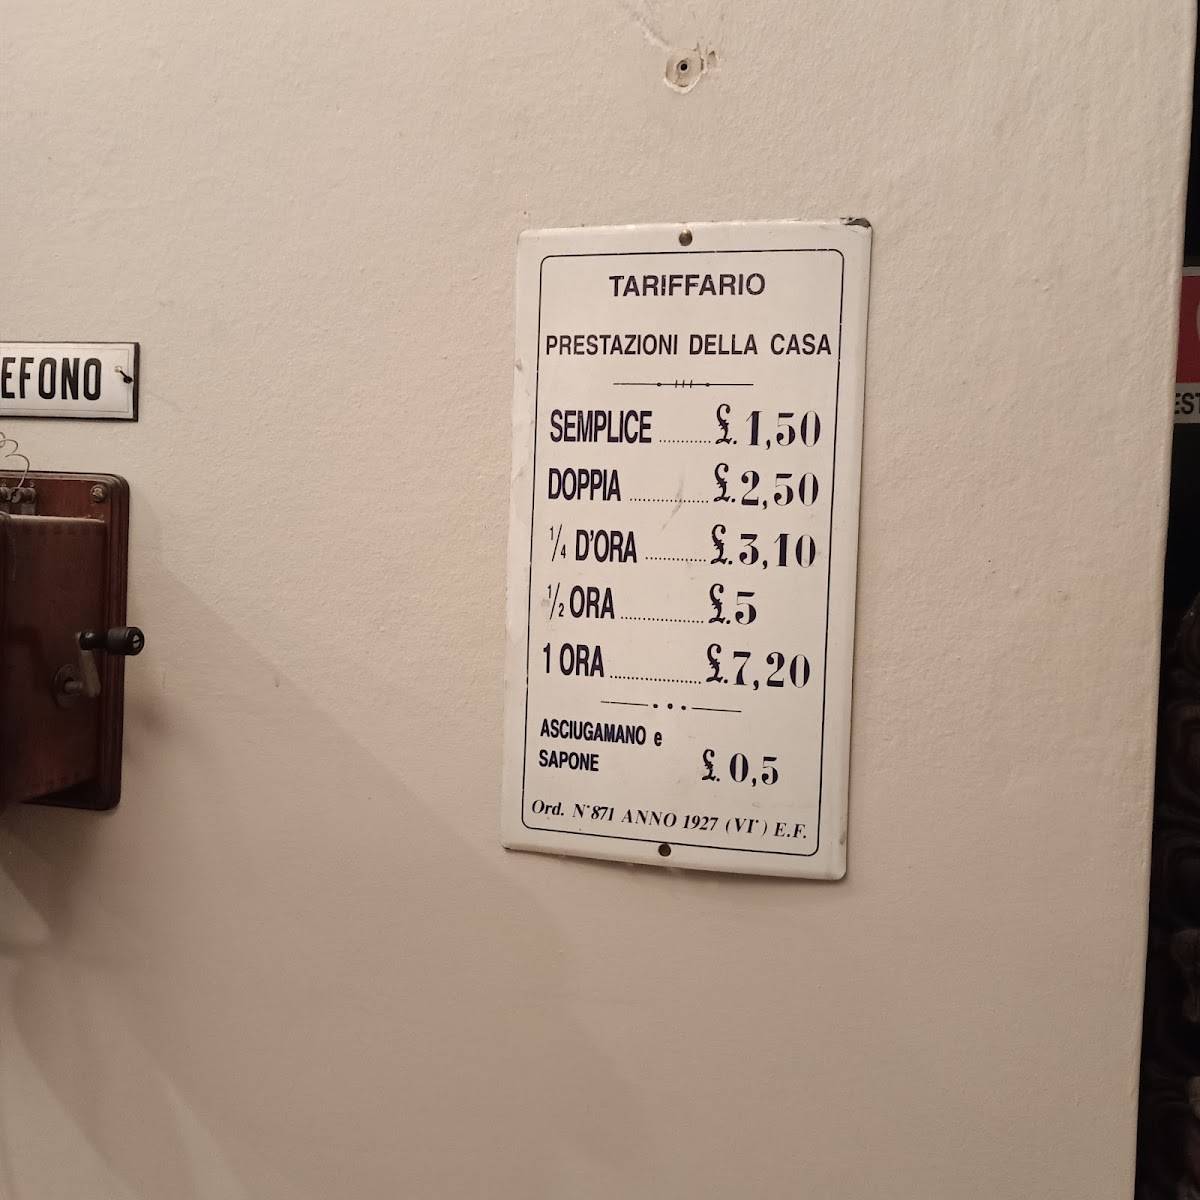 EFONO
TARIFFARIO
PRESTAZIONI DELLA CASA
SEMPLICE ............ £. 1,50
DOPPIA .................. £. 2,50
1/4 D'ORA .............. £. 3,10
1/2 ORA ................... £. 5
1 ORA ..................... £. 7,20
ASCIUGAMANO e
SAPONE £. 0,5
Ord. N°871 ANNO 1927 (VI°) E.F.
EST